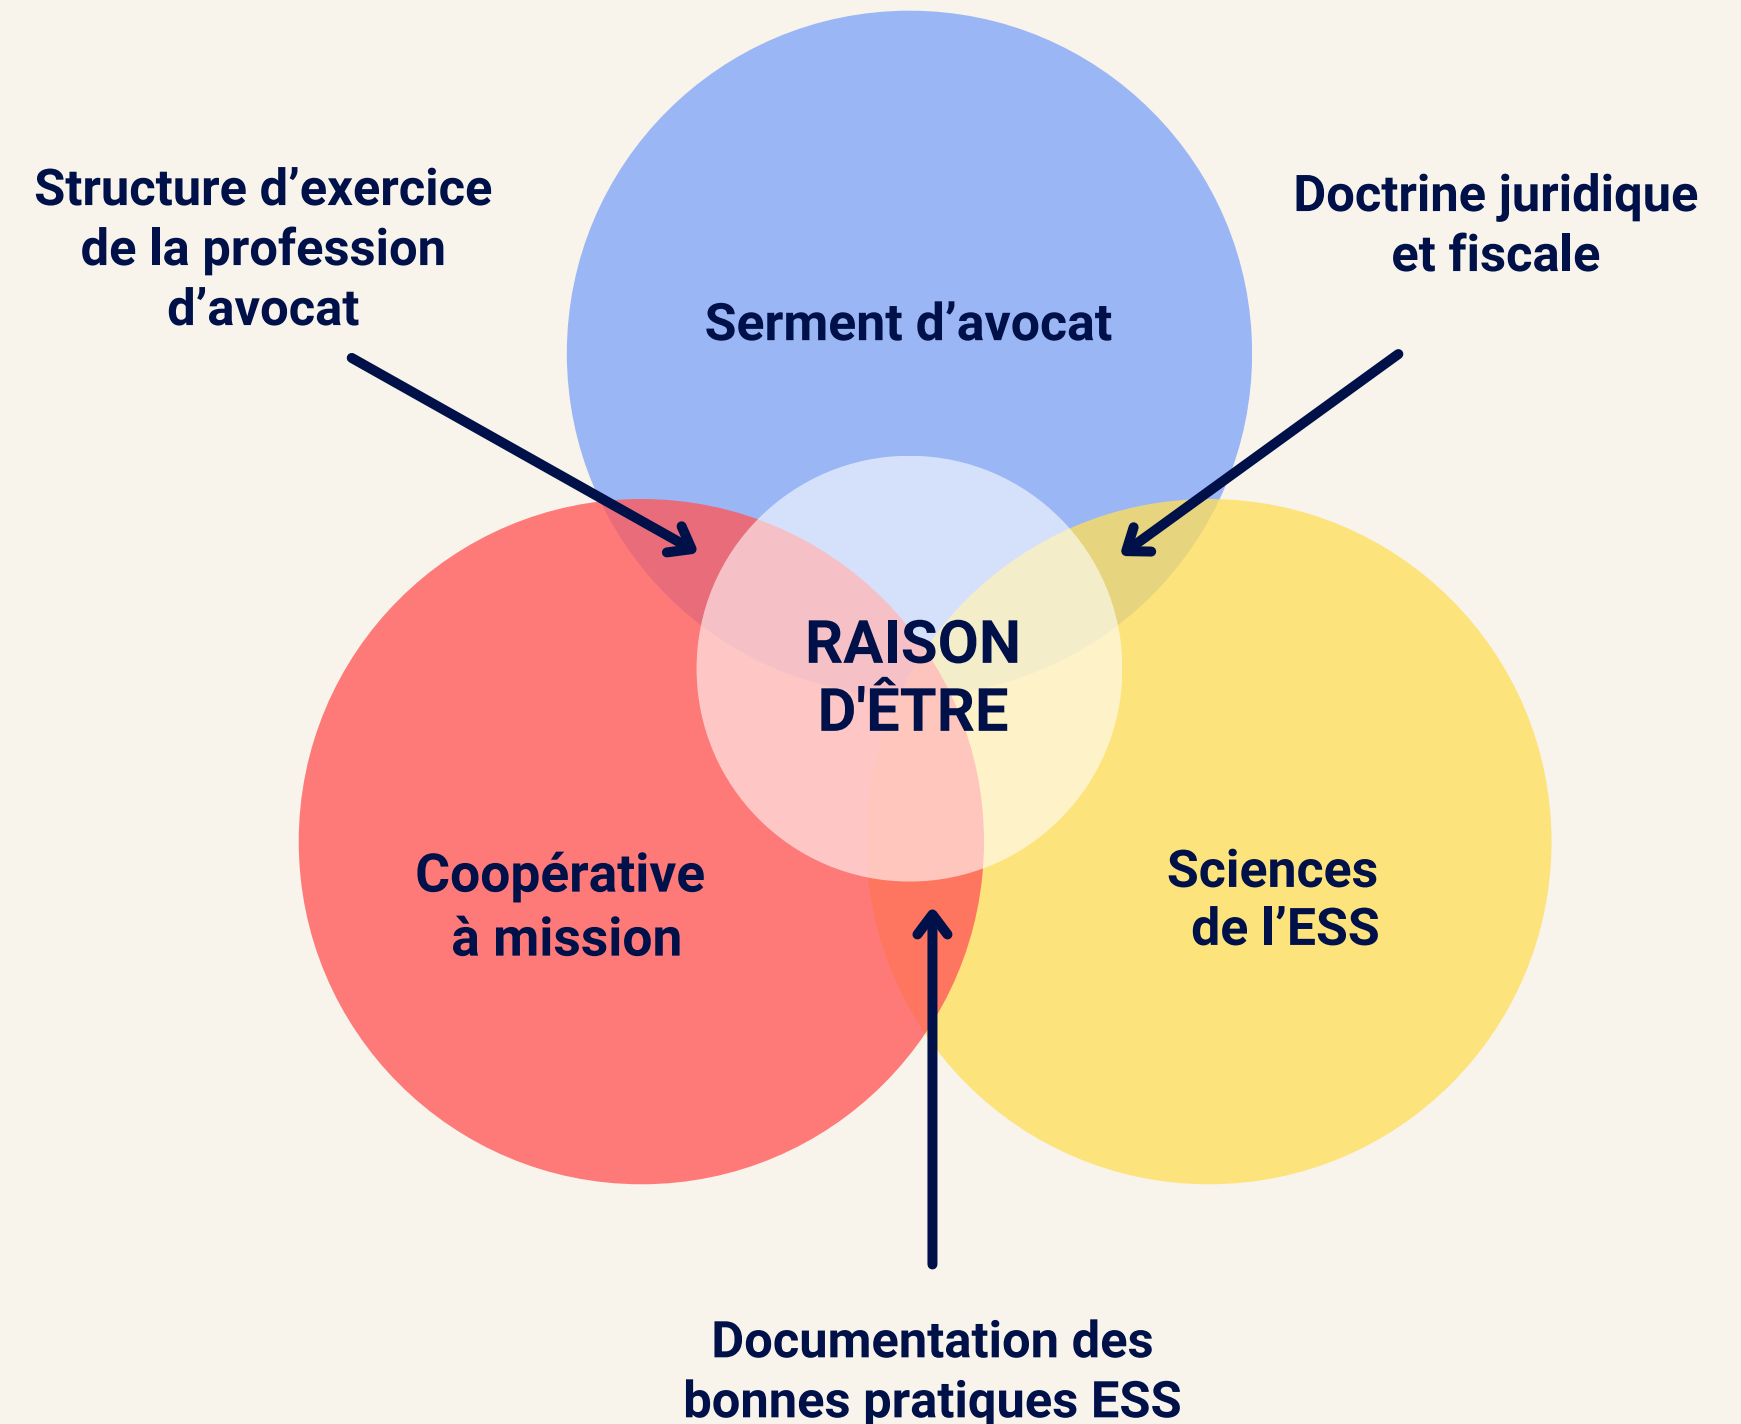 Structure d’exercice
de la profession
d’avocat
Doctrine juridique
et fiscale
Serment d’avocat
RAISON
D'ÊTRE
Coopérative
à mission
Sciences
de l’ESS
Documentation des
bonnes pratiques ESS